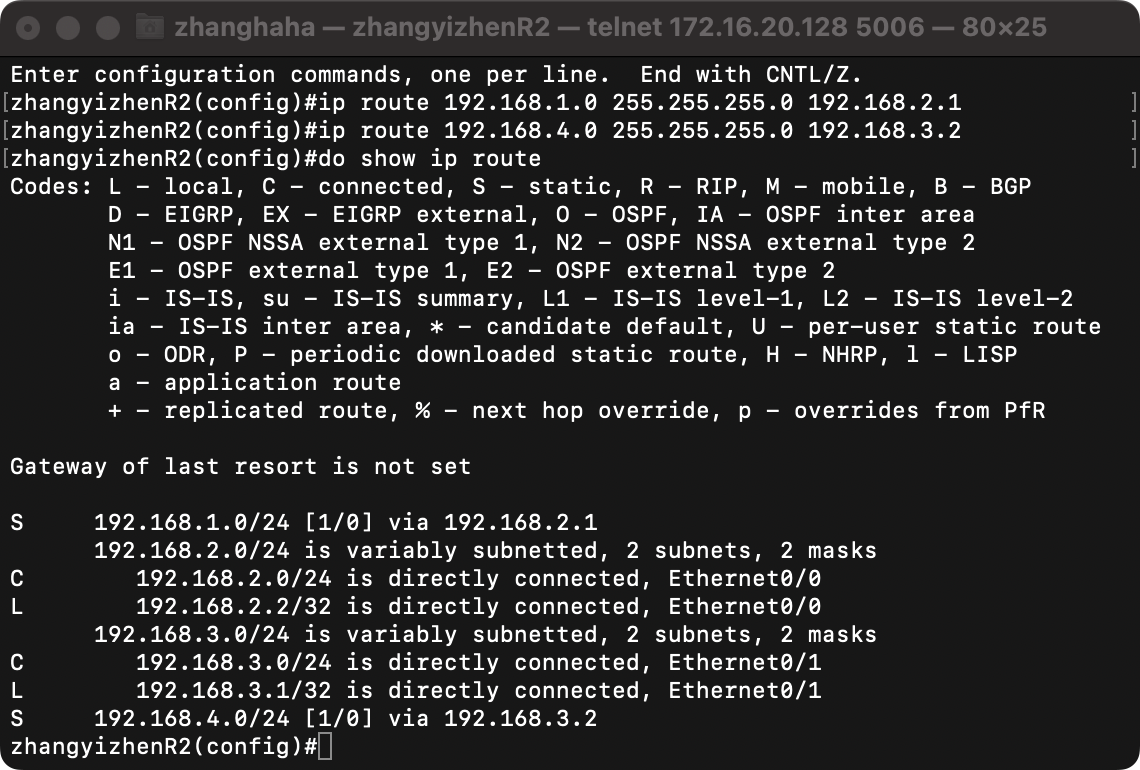 zhanghaha — zhangyizhenR2 — telnet 172.16.20.128 5006 — 80×25
Enter configuration commands, one per line.  End with CNTL/Z.
[zhangyizhenR2(config)#ip route 192.168.1.0 255.255.255.0 192.168.2.1 ]
[zhangyizhenR2(config)#ip route 192.168.4.0 255.255.255.0 192.168.3.2 ]
[zhangyizhenR2(config)#do show ip route ]
Codes: L - local, C - connected, S - static, R - RIP, M - mobile, B - BGP
       D - EIGRP, EX - EIGRP external, O - OSPF, IA - OSPF inter area
       N1 - OSPF NSSA external type 1, N2 - OSPF NSSA external type 2
       E1 - OSPF external type 1, E2 - OSPF external type 2
       i - IS-IS, su - IS-IS summary, L1 - IS-IS level-1, L2 - IS-IS level-2
       ia - IS-IS inter area, * - candidate default, U - per-user static route
       o - ODR, P - periodic downloaded static route, H - NHRP, l - LISP
       a - application route
       + - replicated route, % - next hop override, p - overrides from PfR
Gateway of last resort is not set
S     192.168.1.0/24 [1/0] via 192.168.2.1
      192.168.2.0/24 is variably subnetted, 2 subnets, 2 masks
C        192.168.2.0/24 is directly connected, Ethernet0/0
L        192.168.2.2/32 is directly connected, Ethernet0/0
      192.168.3.0/24 is variably subnetted, 2 subnets, 2 masks
C        192.168.3.0/24 is directly connected, Ethernet0/1
L        192.168.3.1/32 is directly connected, Ethernet0/1
S     192.168.4.0/24 [1/0] via 192.168.3.2
zhangyizhenR2(config)#